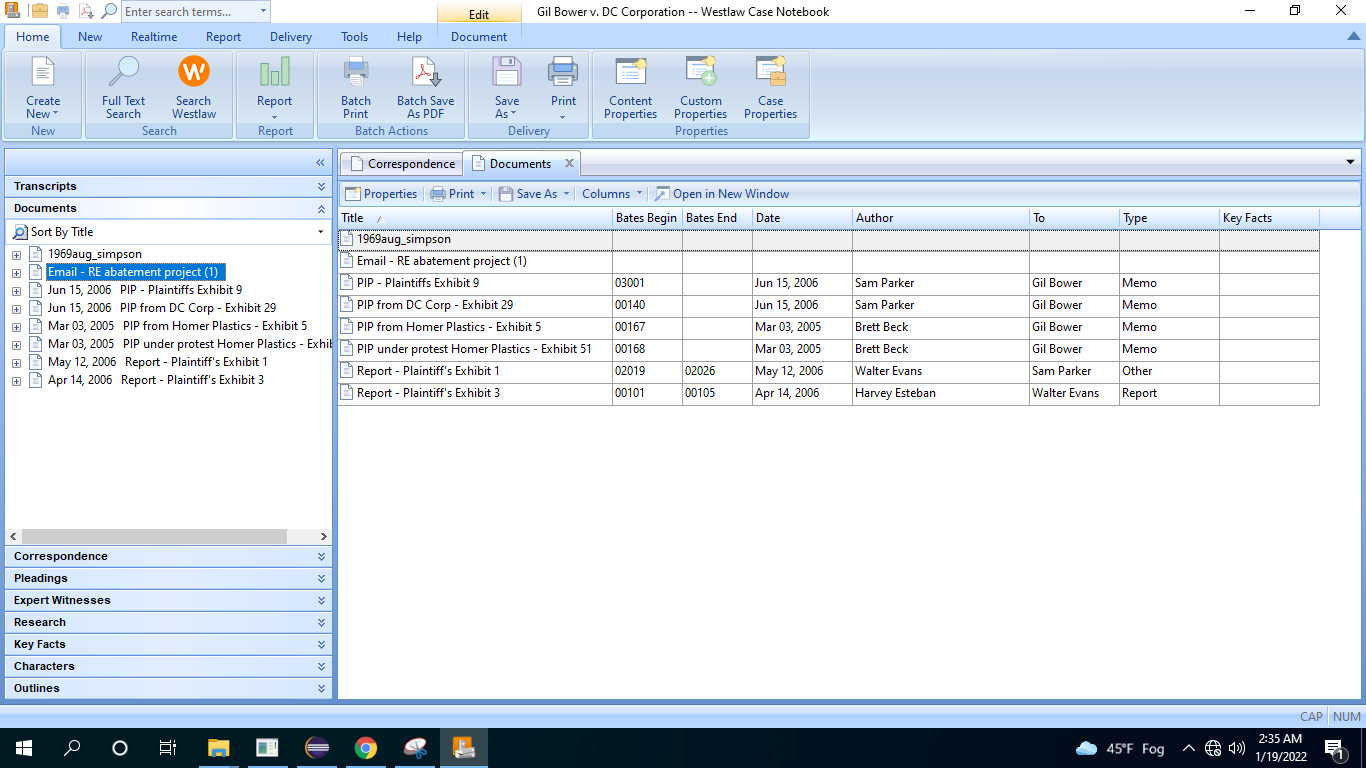 Enter search terms...
Edit
Gil Bower v. DC Corporation -- Westlaw Case Notebook
Home New Realtime Report Delivery Tools Help Document
Create New
Full Text Search
Search Westlaw
Report
Batch Print
Batch Save As PDF
Save As
Print
Content Properties
Custom Properties
Case Properties
New Search Report Batch Actions Delivery Properties
Transcripts
Documents
Sort By Title
1969aug_simpson
Email - RE abatement project (1)
Jun 15, 2006 PIP - Plaintiffs Exhibit 9
Jun 15, 2006 PIP from DC Corp - Exhibit 29
Mar 03, 2005 PIP from Homer Plastics - Exhibit 5
Mar 03, 2005 PIP under protest Homer Plastics - Exhib
May 12, 2006 Report - Plaintiff's Exhibit 1
Apr 14, 2006 Report - Plaintiff's Exhibit 3
Correspondence
Pleadings
Expert Witnesses
Research
Key Facts
Characters
Outlines
Correspondence Documents
Properties Print Save As Columns Open in New Window
Title Bates Begin Bates End Date Author To Type Key Facts
1969aug_simpson
Email - RE abatement project (1)
PIP - Plaintiffs Exhibit 9 03001 Jun 15, 2006 Sam Parker Gil Bower Memo
PIP from DC Corp - Exhibit 29 00140 Jun 15, 2006 Sam Parker Gil Bower Memo
PIP from Homer Plastics - Exhibit 5 00167 Mar 03, 2005 Brett Beck Gil Bower Memo
PIP under protest Homer Plastics - Exhibit 51 00168 Mar 03, 2005 Brett Beck Gil Bower Memo
Report - Plaintiff's Exhibit 1 02019 02026 May 12, 2006 Walter Evans Sam Parker Other
Report - Plaintiff's Exhibit 3 00101 00105 Apr 14, 2006 Harvey Esteban Walter Evans Report
CAP NUM
45°F Fog
2:35 AM
1/19/2022
1